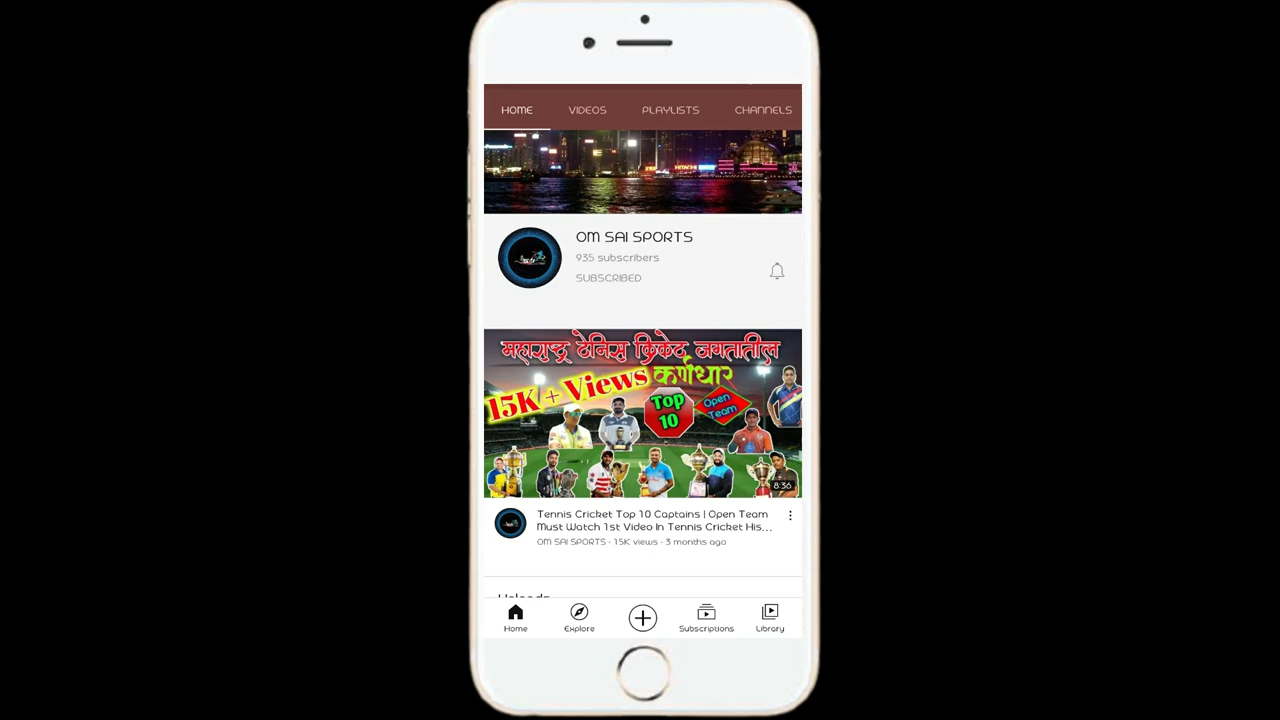 HOME VIDEOS PLAYLISTS CHANNELS
HITACHI
OM SAI SPORTS
935 subscribers
SUBSCRIBED
महाराष्ट्र टेनिस क्रिकेट जगतातील
कर्णधार
15K + Views
Top
10
Open
Team
8:36
Tennis Cricket Top 10 Captains | Open Team
Must Watch 1st Video In Tennis Cricket His...
OM SAI SPORTS · 15K views · 3 months ago
Uploads
Home Explore Subscriptions Library